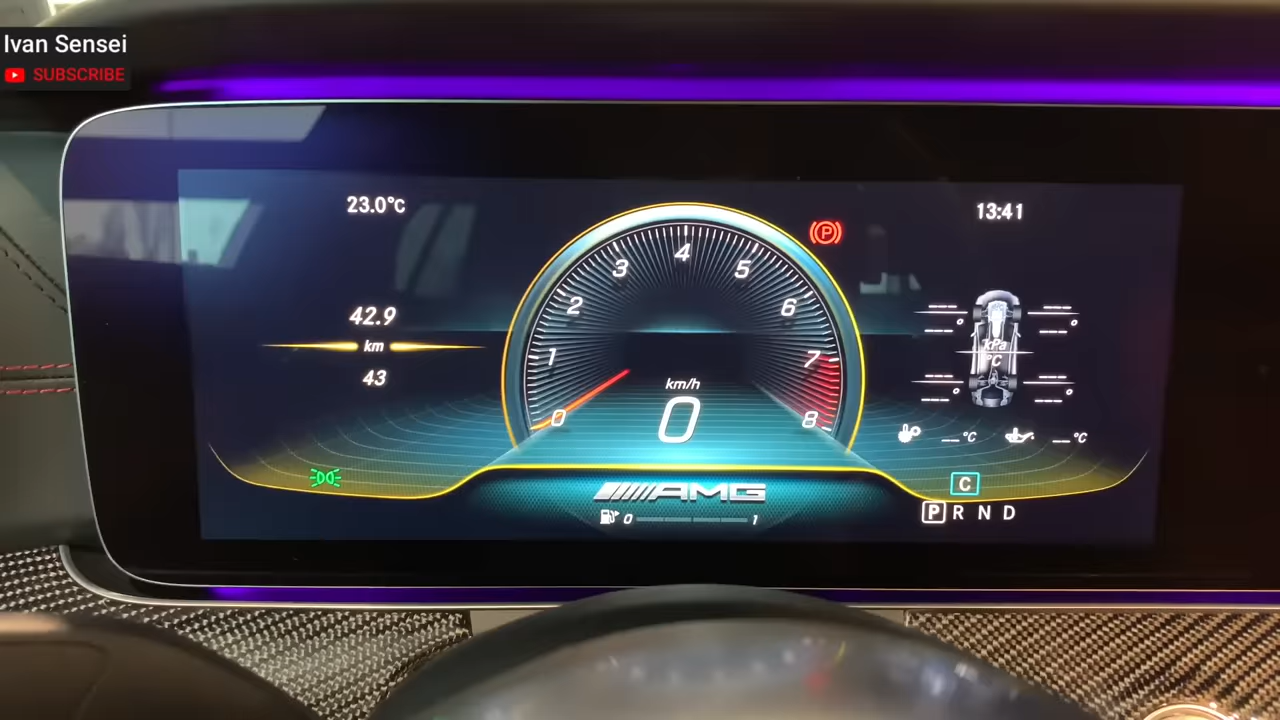 Ivan Sensei
SUBSCRIBE
23.0°C
13:41
42.9
km
43
0
1
2
3
4
5
6
7
8
km/h
0
(P)
---
---
--- °
--- °
kPa
°C
---
---
--- °
--- °
--- °C
--- °C
AMG
0
1
C
P R N D